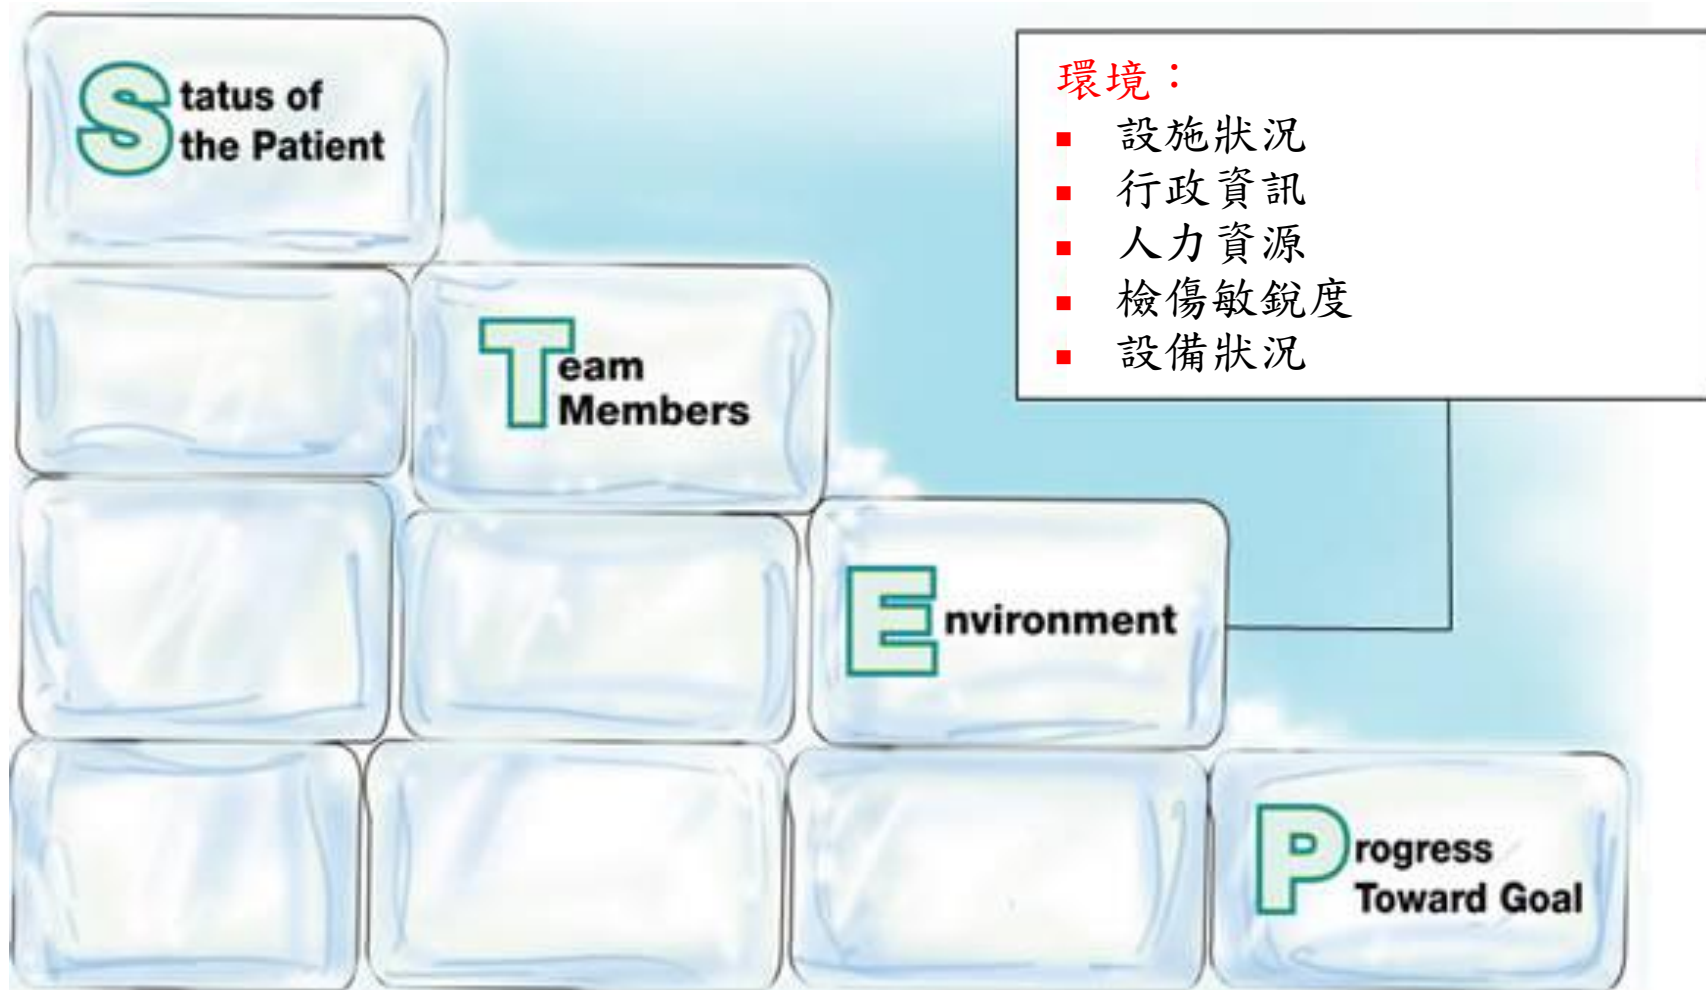 Status of
the Patient
環境：
▪ 設施狀況
▪ 行政資訊
▪ 人力資源
▪ 檢傷敏銳度
▪ 設備狀況
Team
Members
Environment
Progress
Toward Goal